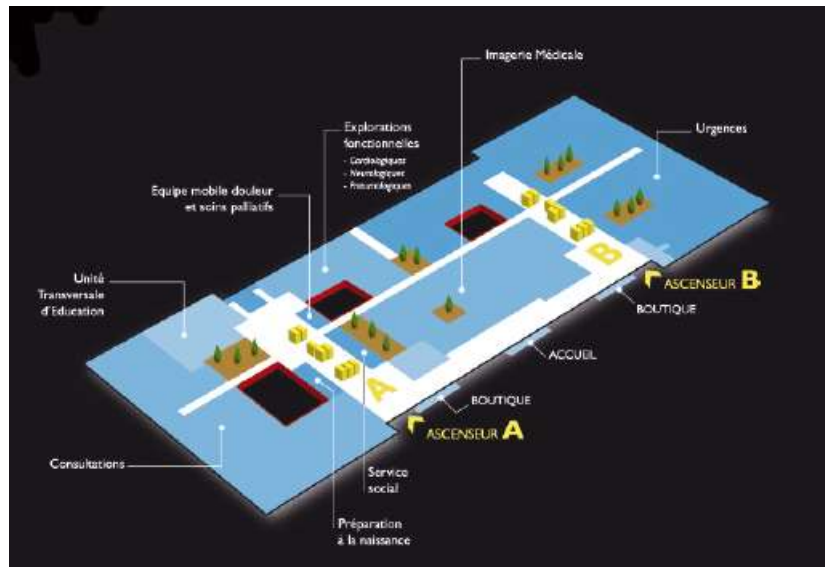 Imagerie Médicale
Explorations
fonctionnelles
- Cardiologiques
- Neurologiques
- Pneumologiques
Urgences
Equipe mobile douleur
et soins palliatifs
Unité
Transversale
d'Education
B
ASCENSEUR B
BOUTIQUE
ACCUEIL
A
BOUTIQUE
ASCENSEUR A
Consultations
Service
social
Préparation
à la naissance